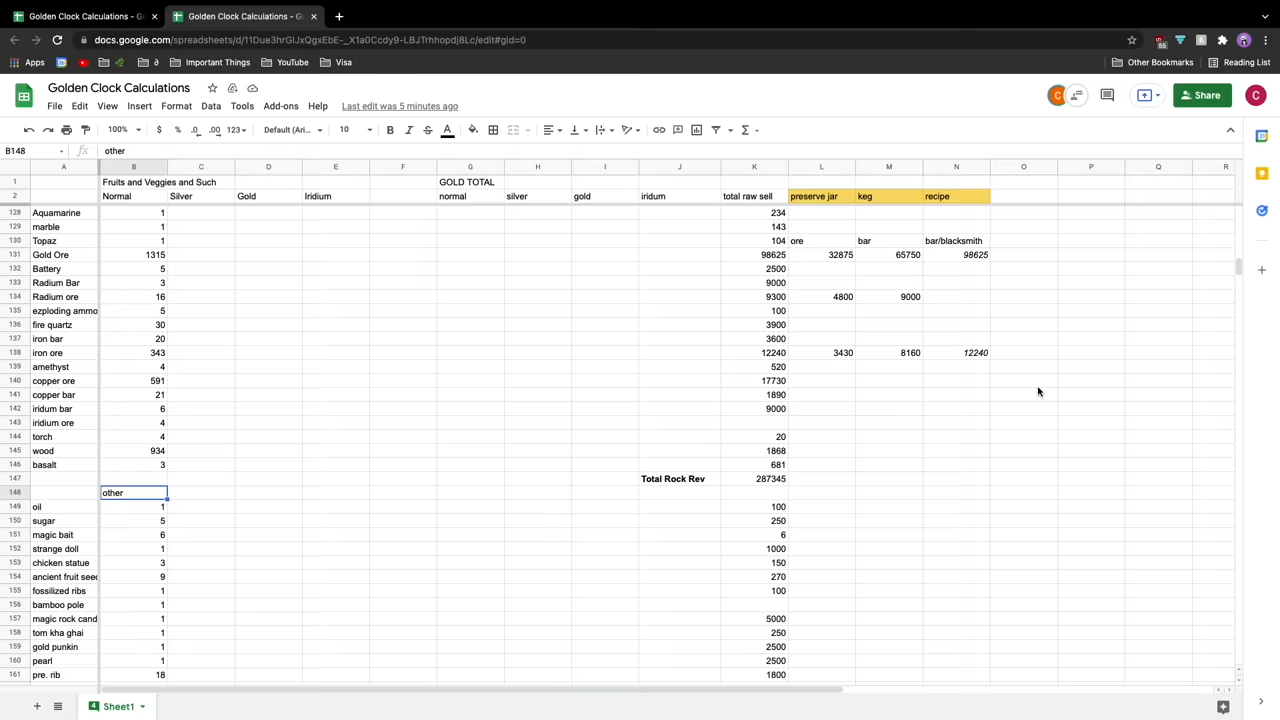 Golden Clock Calculations - G
Golden Clock Calculations - G
docs.google.com/spreadsheets/d/11Due3hrGIJxQgxEbE-_X1a0Ccdy9-LBJTrhhopdj8Lc/edit#gid=0
55
Apps
Important Things
YouTube
Visa
Other Bookmarks
Reading List
Golden Clock Calculations
File Edit View Insert Format Data Tools Add-ons Help Last edit was 5 minutes ago
C
Share
C
100% $ % .0 .00 123 Default (Ari... 10 B I S A
B148 fx other
A B C D E F G H I J K L M N O P Q R
1 Fruits and Veggies and Such GOLD TOTAL
2 Normal Silver Gold Iridium normal silver gold iridum total raw sell preserve jar keg recipe
128 Aquamarine 1 234
129 marble 1 143
130 Topaz 1 104 ore bar bar/blacksmith
131 Gold Ore 1315 98625 32875 65750 98625
132 Battery 5 2500
133 Radium Bar 3 9000
134 Radium ore 16 9300 4800 9000
135 exploding ammo 5 100
136 fire quartz 30 3900
137 iron bar 20 3600
138 iron ore 343 12240 3430 8160 12240
139 amethyst 4 520
140 copper ore 591 17730
141 copper bar 21 1890
142 iridum bar 6 9000
143 iridium ore 4
144 torch 4 20
145 wood 934 1868
146 basalt 3 681
147 Total Rock Rev 287345
148 other
149 oil 1 100
150 sugar 5 250
151 magic bait 6 6
152 strange doll 1 1000
153 chicken statue 3 150
154 ancient fruit seed 9 270
155 fossilized ribs 1 100
156 bamboo pole 1
157 magic rock cand 1 5000
158 tom kha ghai 1 250
159 gold punkin 1 2500
160 pearl 1 2500
161 pre. rib 18 1800
4 Sheet1